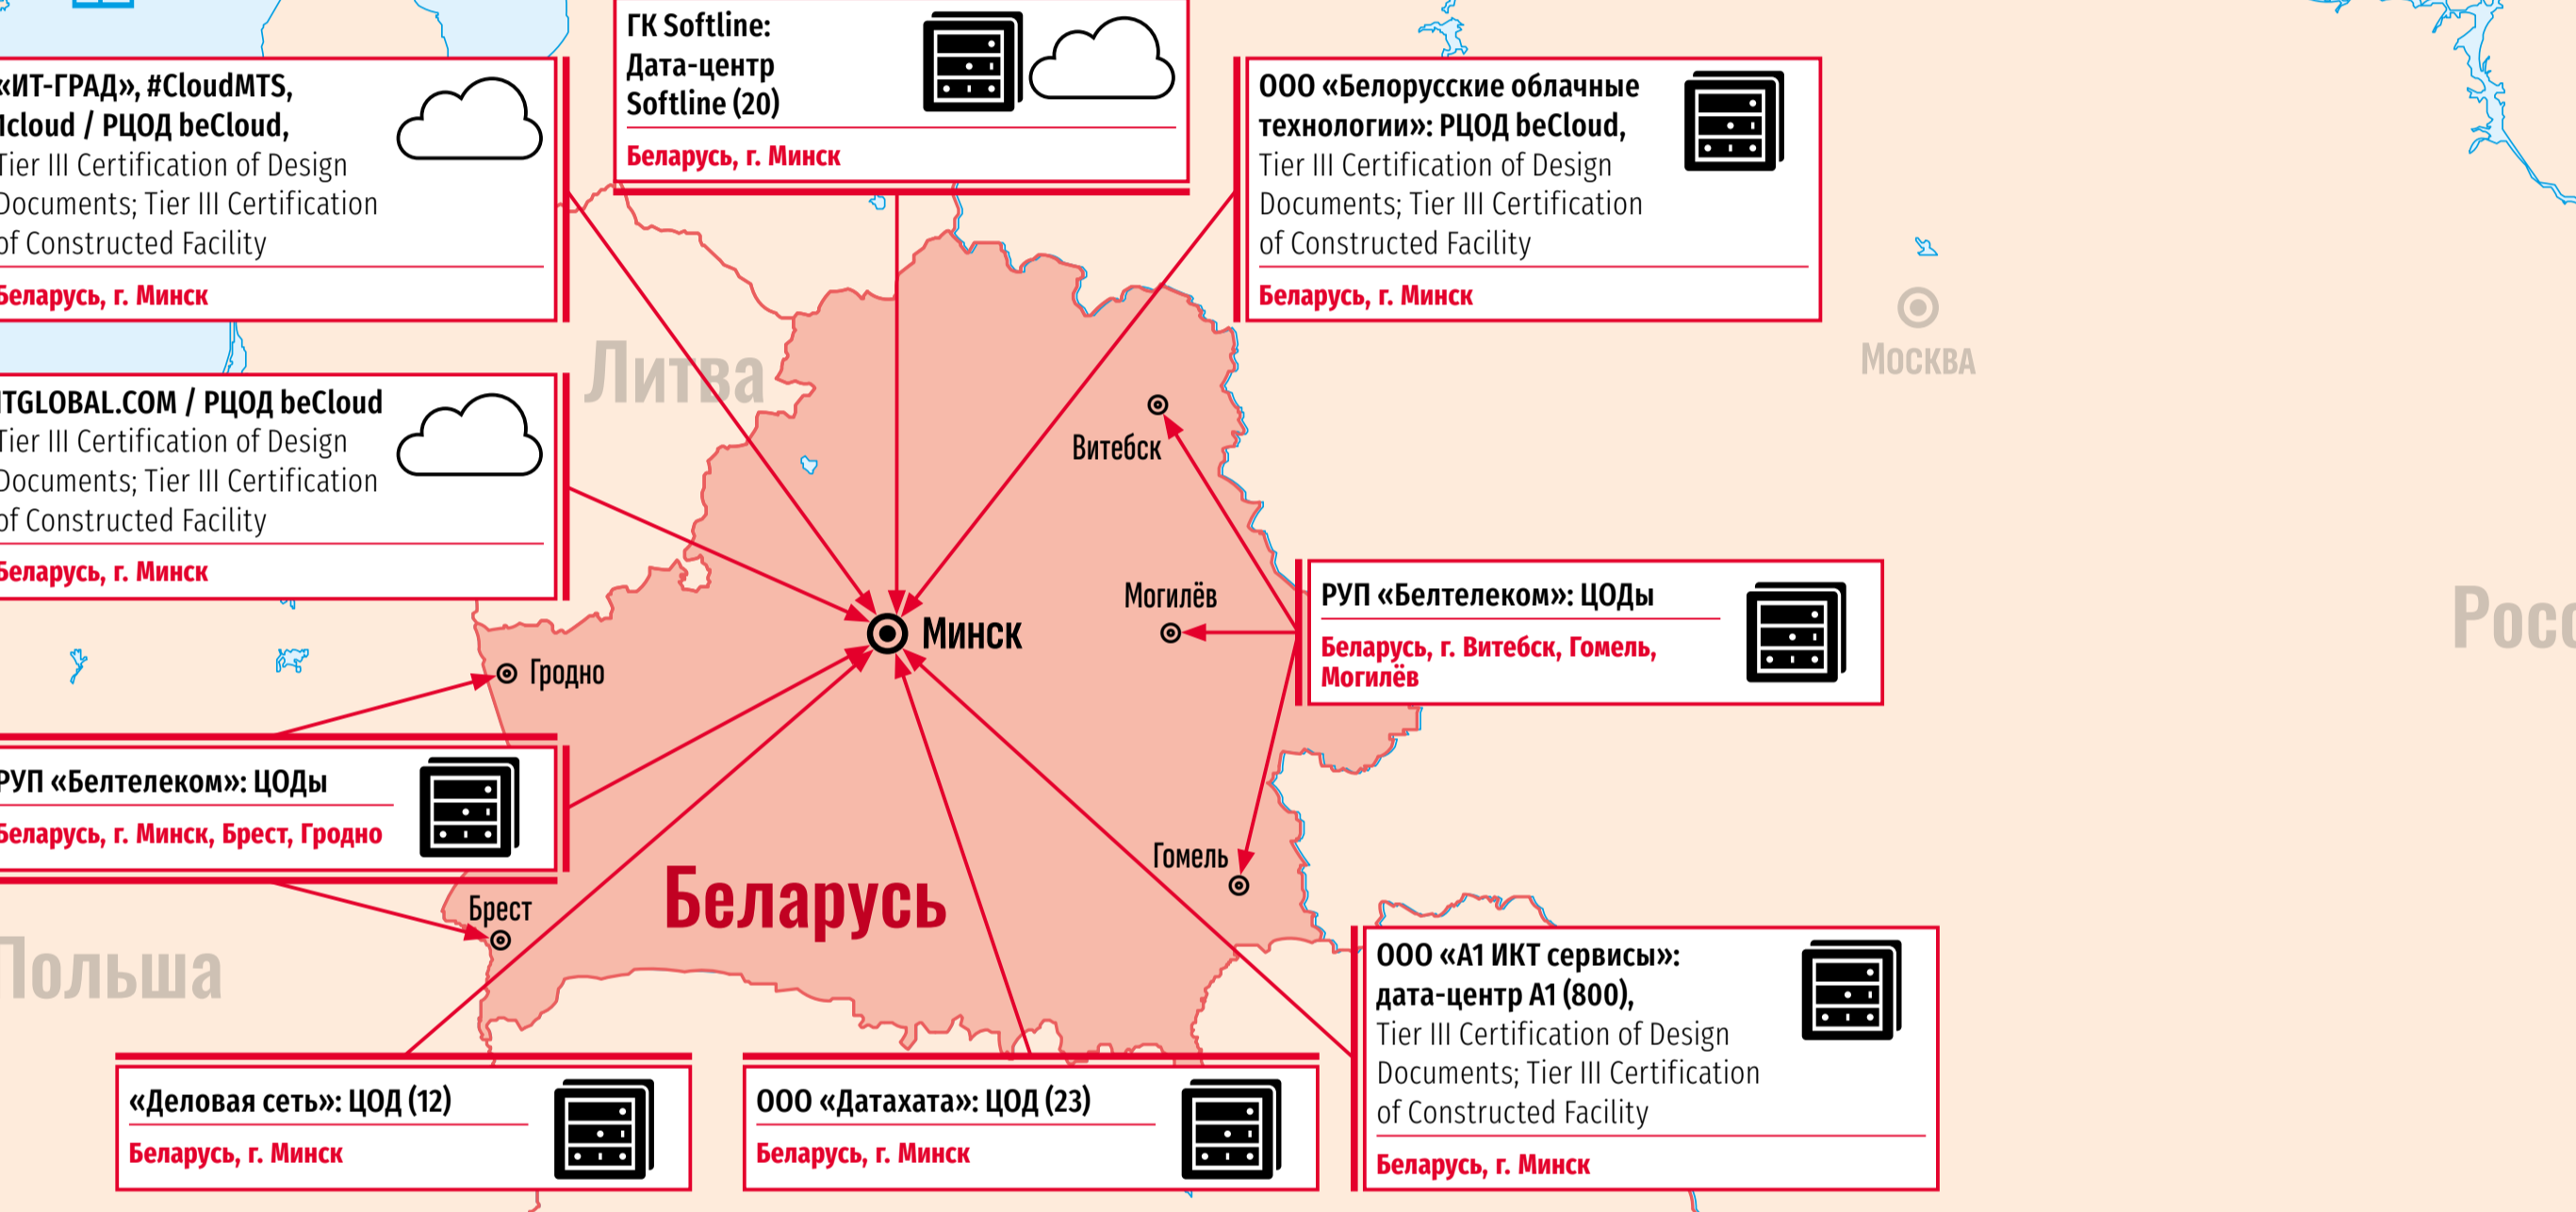 ГК Softline:
Дата-центр
Softline (20)
Беларусь, г. Минск
«ИТ-ГРАД», #CloudMTS,
/ РЦОД beCloud,
Tier III Certification of Design
Documents; Tier III Certification
of Constructed Facility
Беларусь, г. Минск
ООО «Белорусские облачные
технологии»: РЦОД beCloud,
Tier III Certification of Design
Documents; Tier III Certification
of Constructed Facility
Беларусь, г. Минск
Москва
Литва
ITGLOBAL.COM / РЦОД beCloud
Tier III Certification of Design
Documents; Tier III Certification
of Constructed Facility
Беларусь, г. Минск
Витебск
Могилёв
Минск
Гродно
РУП «Белтелеком»: ЦОДы
Беларусь, г. Витебск, Гомель,
Могилёв
Росс
РУП «Белтелеком»: ЦОДы
Беларусь, г. Минск, Брест, Гродно
Гомель
Беларусь
Брест
Польша
ООО «А1 ИКТ сервисы»:
дата-центр А1 (800),
Tier III Certification of Design
Documents; Tier III Certification
of Constructed Facility
Беларусь, г. Минск
«Деловая сеть»: ЦОД (12)
Беларусь, г. Минск
ООО «Датахата»: ЦОД (23)
Беларусь, г. Минск